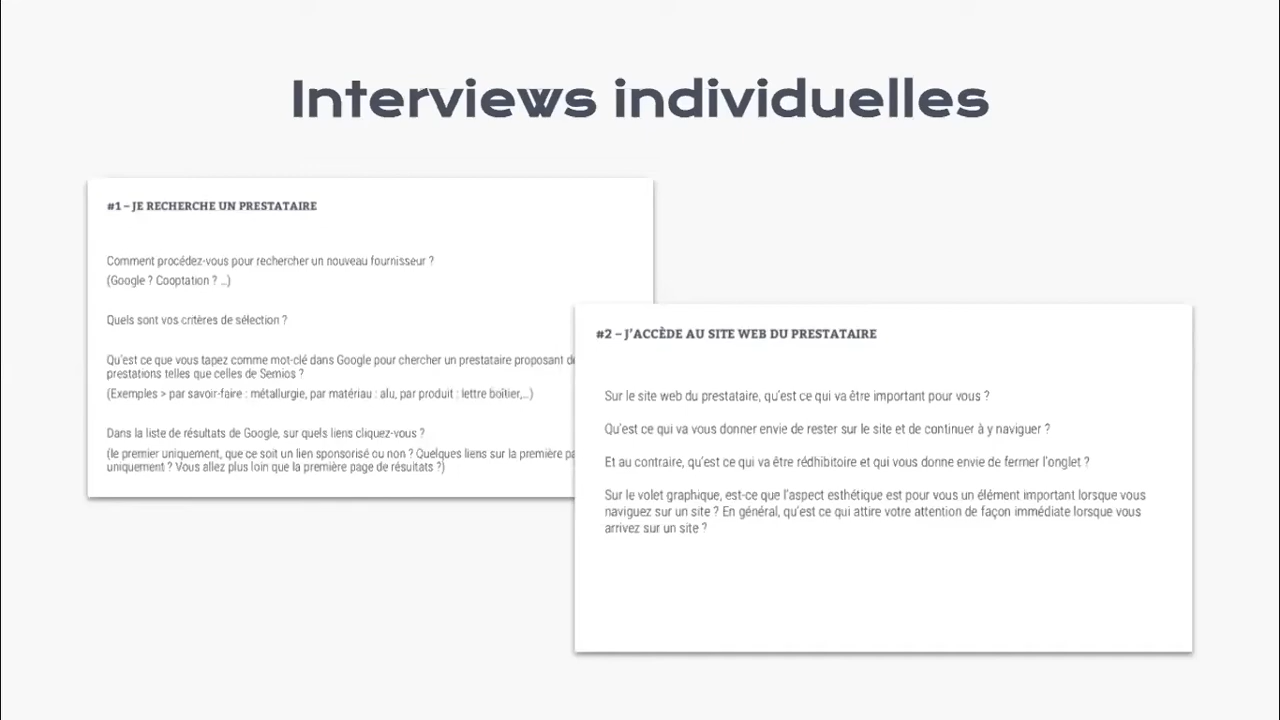 Interviews individuelles
#1 – JE RECHERCHE UN PRESTATAIRE
Comment procédez-vous pour rechercher un nouveau fournisseur ?
(Google ? Cooptation ? ...)
Quels sont vos critères de sélection ?
Qu'est ce que vous tapez comme mot-clé dans Google pour chercher un prestataire proposant
prestations telles que celles de Semios ?
(Exemples > par savoir-faire : métallurgie, par matériau : alu, par produit : lettre boîtier,...)
Dans la liste de résultats de Google, sur quels liens cliquez-vous ?
(le premier uniquement, que ce soit un lien sponsorisé ou non ? Quelques liens sur la première
uniquement ? Vous allez plus loin que la première page de résultats ?)
#2 – J'ACCÈDE AU SITE WEB DU PRESTATAIRE
Sur le site web du prestataire, qu'est ce qui va être important pour vous ?
Qu'est ce qui va vous donner envie de rester sur le site et de continuer à y naviguer ?
Et au contraire, qu'est ce qui va être rédhibitoire et qui vous donne envie de fermer l'onglet ?
Sur le volet graphique, est-ce que l'aspect esthétique est pour vous un élément important lorsque vous
naviguez sur un site ? En général, qu'est ce qui attire votre attention de façon immédiate lorsque vous
arrivez sur un site ?